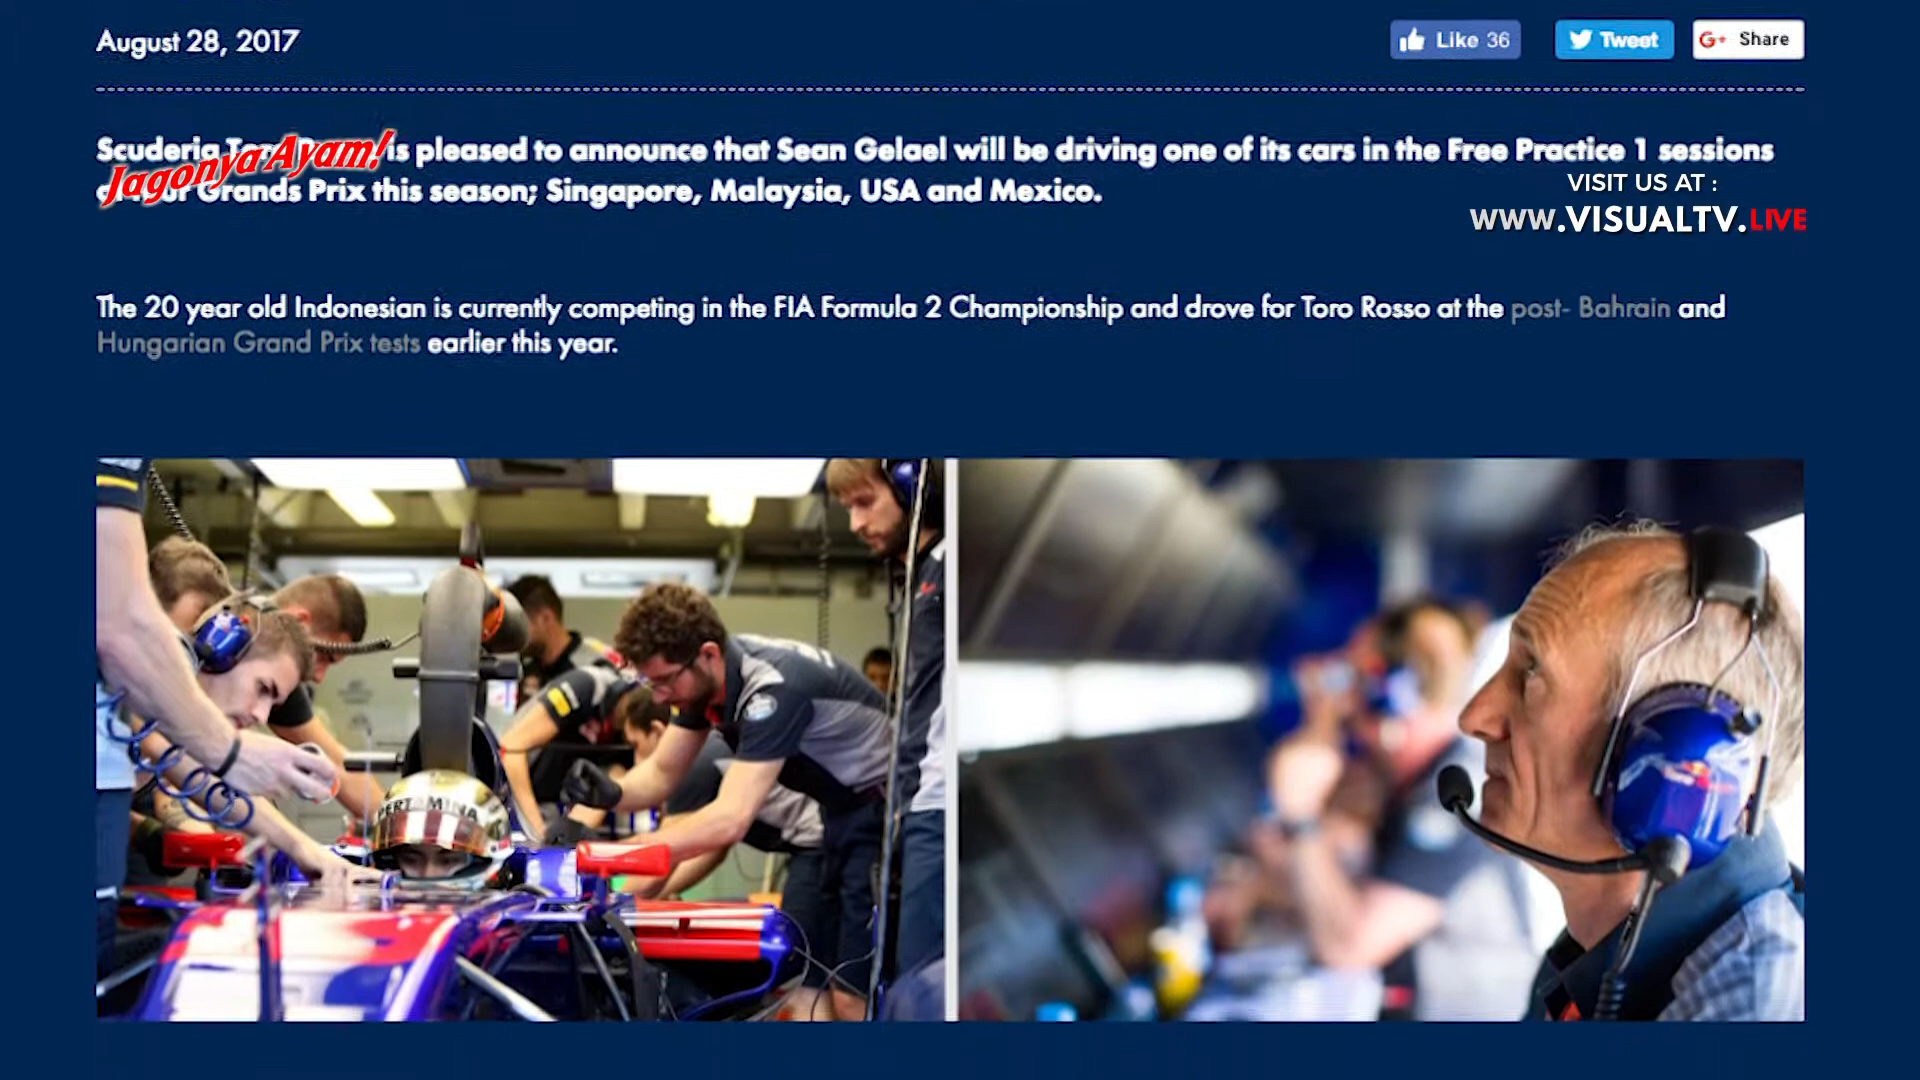 August 28, 2017
Like 36
Tweet
G+ Share
Scuderia is pleased to announce that Sean Gelael will be driving one of its cars in the Free Practice 1 sessions
Jagonya Ayam!
Grands Prix this season; Singapore, Malaysia, USA and Mexico.
VISIT US AT :
WWW.VISUALTV.LIVE
The 20 year old Indonesian is currently competing in the FIA Formula 2 Championship and drove for Toro Rosso at the post- Bahrain and
Hungarian Grand Prix tests earlier this year.
PERTAMINA